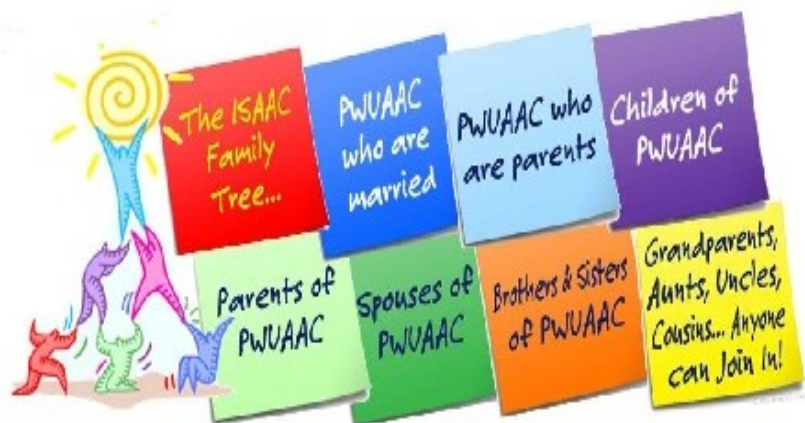 The ISAAC
Family
Tree...
PWUAAC
who are
married
PWUAAC who
are parents
Children of
PWUAAC
Parents of
PWUAAC
Spouses of
PWUAAC
Brothers & Sisters
of PWUAAC
Grandparents,
Aunts, Uncles,
Cousins... Anyone
can Join In!